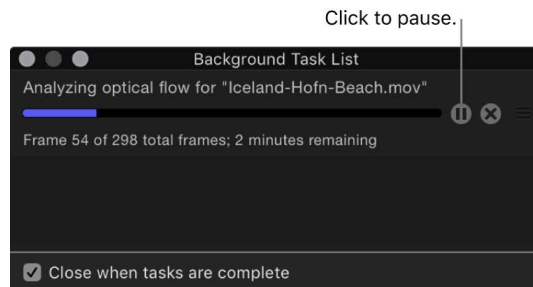 Click to pause.
Background Task List
Analyzing optical flow for "Iceland-Hofn-Beach.mov"
Frame 54 of 298 total frames; 2 minutes remaining
Close when tasks are complete